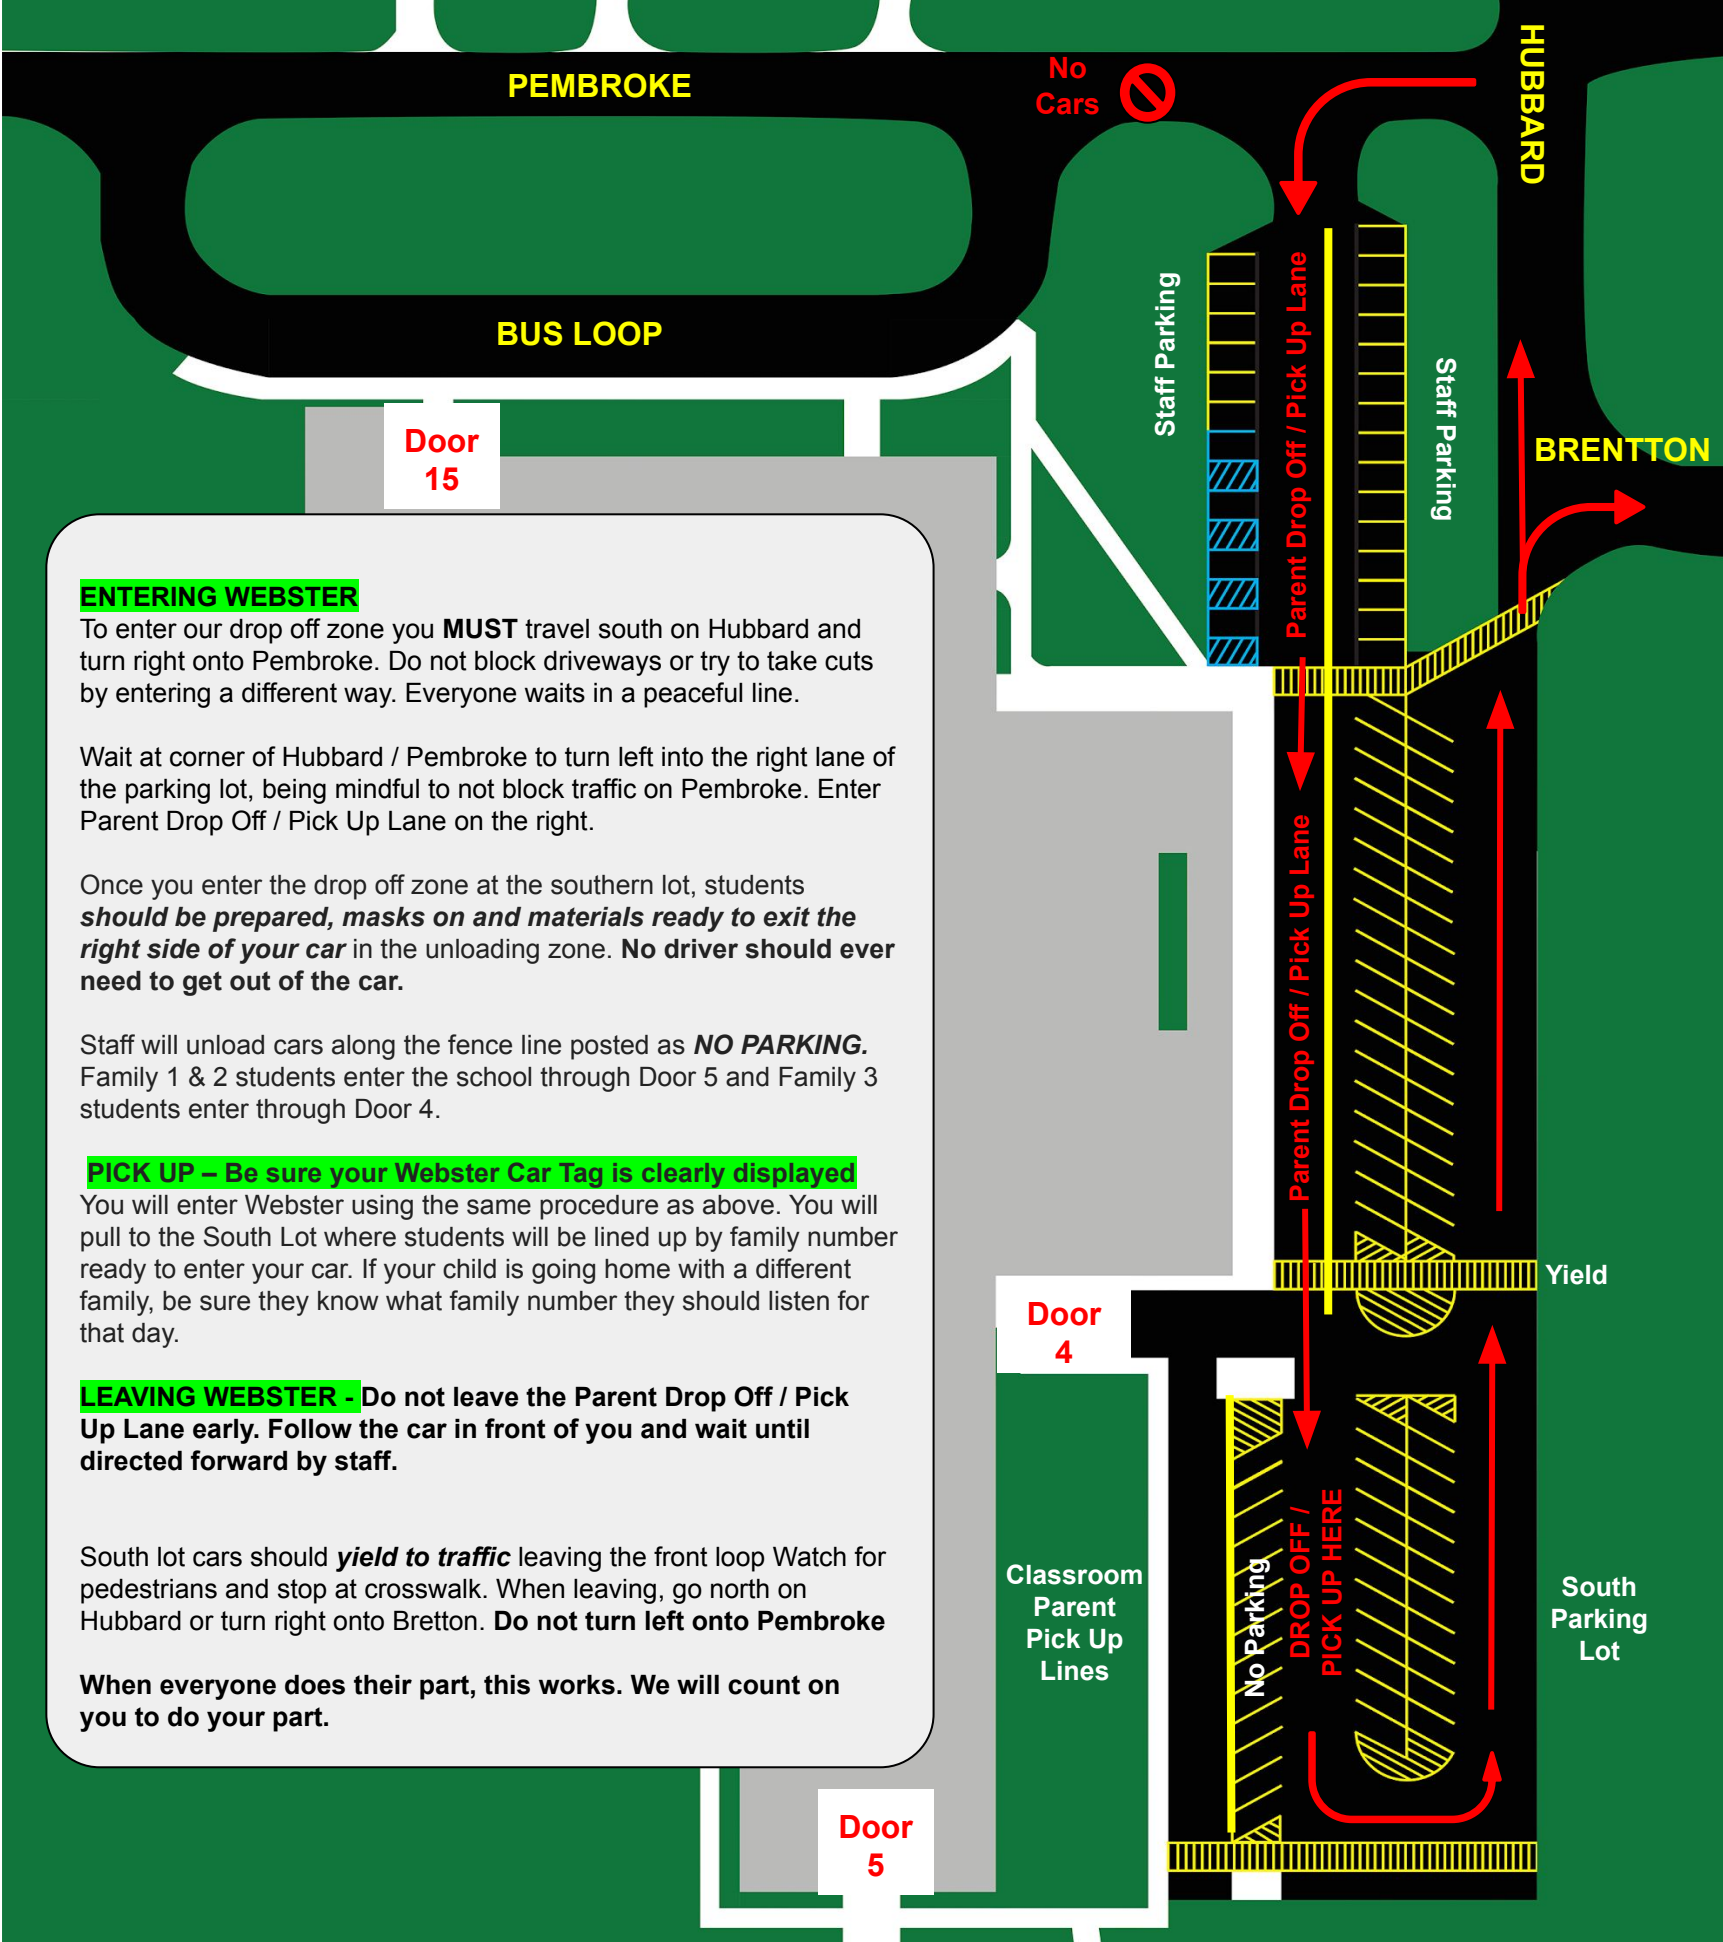 PEMBROKE
No
Cars
HUBBARD
BUS LOOP
Staff Parking
Parent Drop Off / Pick Up Lane
Staff Parking
BRENTTON
Door
15
ENTERING WEBSTER
To enter our drop off zone you MUST travel south on Hubbard and
turn right onto Pembroke. Do not block driveways or try to take cuts
by entering a different way. Everyone waits in a peaceful line.
Wait at corner of Hubbard / Pembroke to turn left into the right lane of
the parking lot, being mindful to not block traffic on Pembroke. Enter
Parent Drop Off / Pick Up Lane on the right.
Once you enter the drop off zone at the southern lot, students
should be prepared, masks on and materials ready to exit the
right side of your car in the unloading zone. No driver should ever
need to get out of the car.
Staff will unload cars along the fence line posted as NO PARKING.
Family 1 & 2 students enter the school through Door 5 and Family 3
students enter through Door 4.
PICK UP – Be sure your Webster Car Tag is clearly displayed
You will enter Webster using the same procedure as above. You will
pull to the South Lot where students will be lined up by family number
ready to enter your car. If your child is going home with a different
family, be sure they know what family number they should listen for
that day.
LEAVING WEBSTER - Do not leave the Parent Drop Off / Pick
Up Lane early. Follow the car in front of you and wait until
directed forward by staff.
South lot cars should yield to traffic leaving the front loop Watch for
pedestrians and stop at crosswalk. When leaving, go north on
Hubbard or turn right onto Bretton. Do not turn left onto Pembroke
When everyone does their part, this works. We will count on
you to do your part.
Parent Drop Off / Pick Up Lane
Yield
Door
4
Classroom
Parent
Pick Up
Lines
No Parking
DROP OFF /
PICK UP HERE
South
Parking
Lot
Door
5